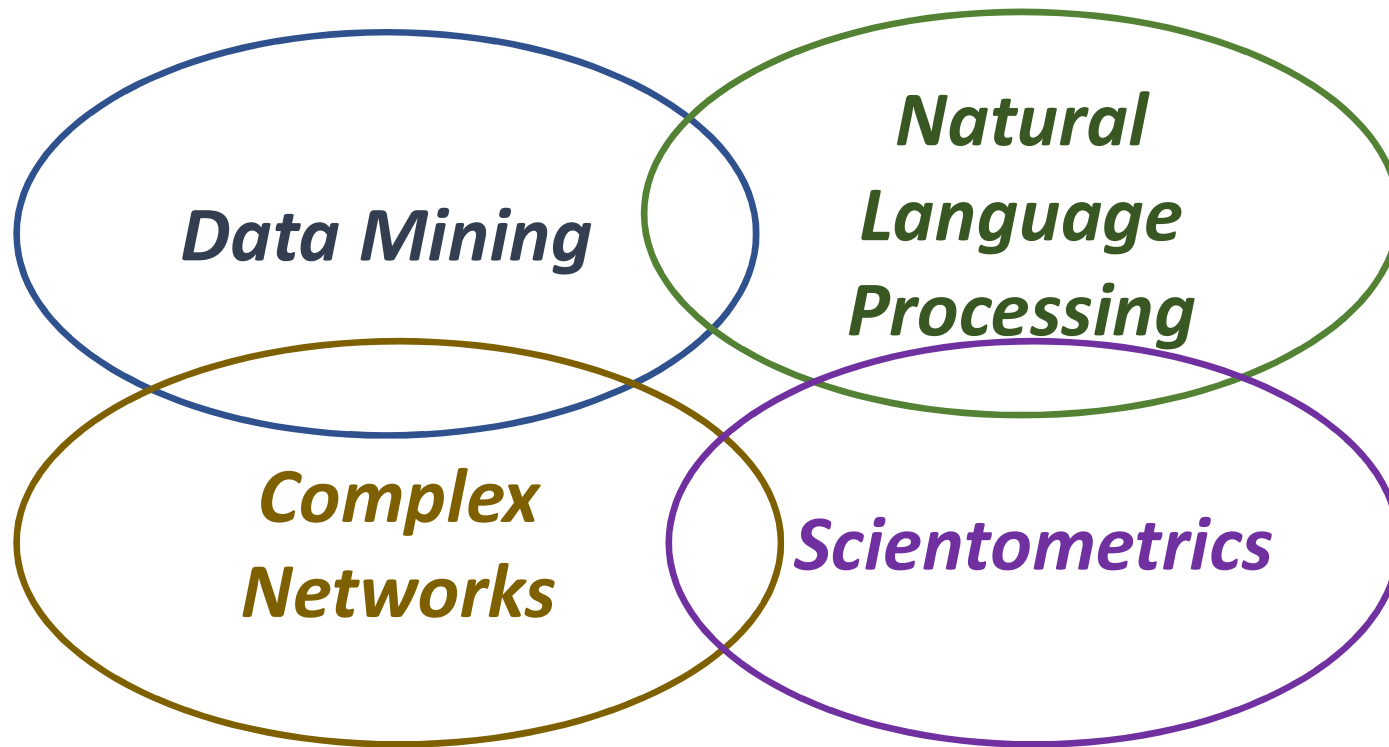 Data Mining
Natural
Language
Processing
Complex
Networks
Scientometrics